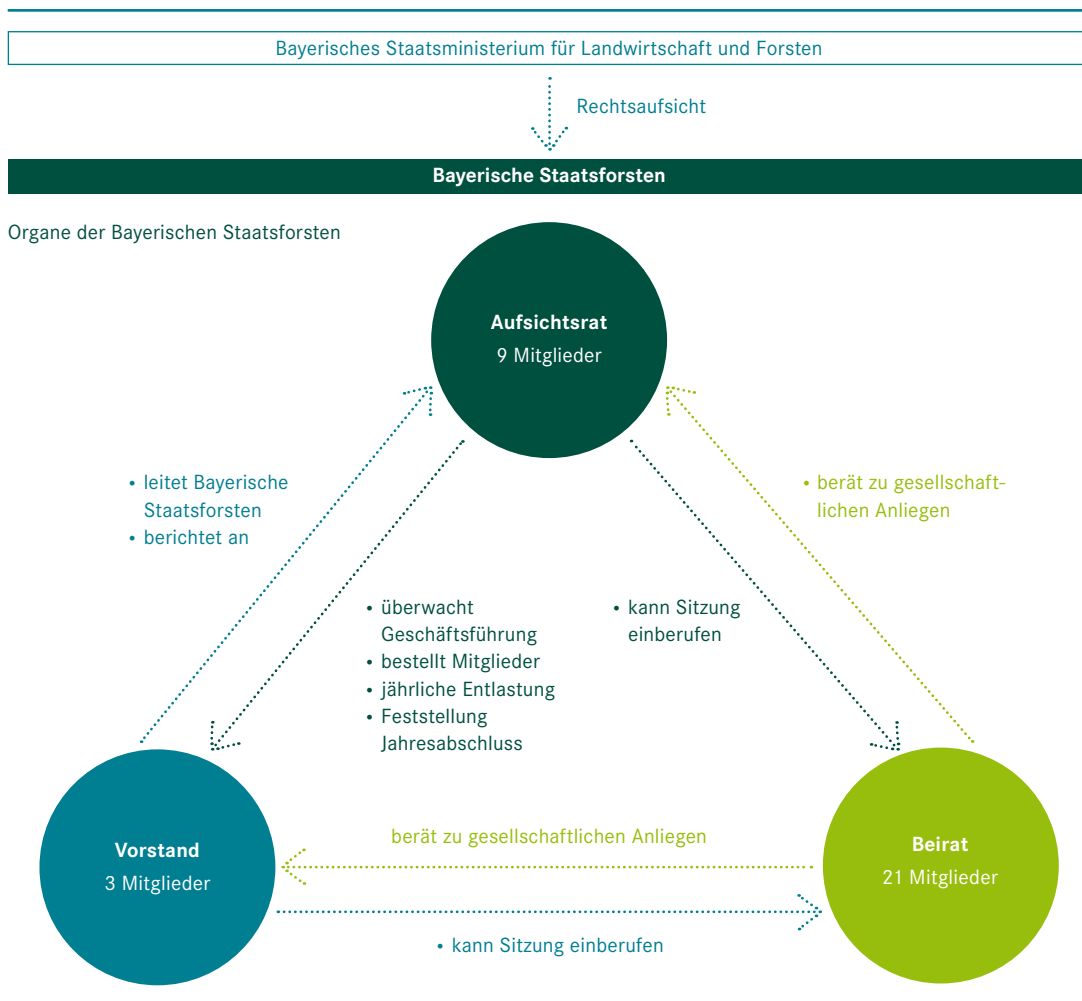 Bayerisches Staatsministerium für Landwirtschaft und Forsten
Rechtsaufsicht
Bayerische Staatsforsten
Organe der Bayerischen Staatsforsten
Aufsichtsrat
9 Mitglieder
• leitet Bayerische
Staatsforsten
• berichtet an
• berät zu gesellschaft-
lichen Anliegen
• überwacht
Geschäftsführung
• bestellt Mitglieder
• jährliche Entlastung
• Feststellung
Jahresabschluss
• kann Sitzung
einberufen
Vorstand
3 Mitglieder
berät zu gesellschaftlichen Anliegen
Beirat
21 Mitglieder
• kann Sitzung einberufen